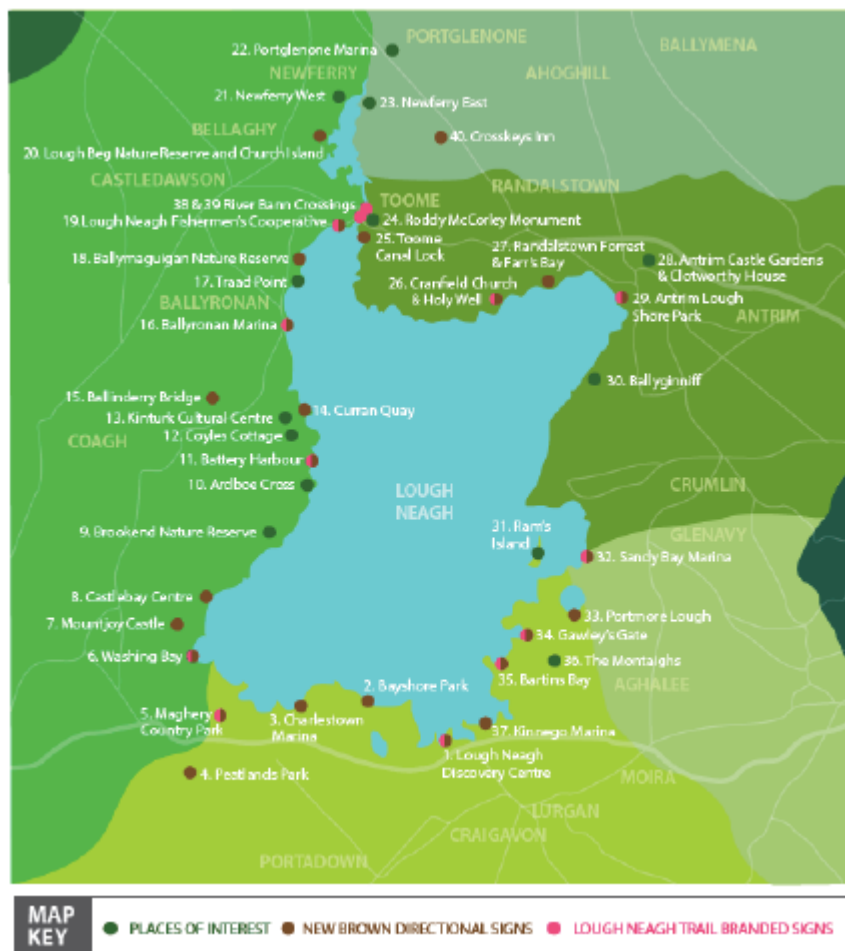 PORTGLENONE
22. Portglenone Marina
BALLYMENA
NEWFERRY
AHOGHILL
21. Newferry West
23. Newferry East
BELLAGHY
40. Crosskeys Inn
20. Lough Beg Nature Reserve and Church Island
CASTLEDAWSON
RANDALSTOWN
38 & 39 River Bann Crossings
TOOME
19. Lough Neagh Fishermen's Cooperative
24. Roddy McCorley Monument
25. Toome
Canal Lock
27. Randalstown Forrest
& Farr's Bay
18. Ballymaguigan Nature Reserve
28. Antrim Castle Gardens
& Clotworthy House
17. Traad Point
26. Cranfield Church
& Holy Well
BALLYRONAN
29. Antrim Lough
Shore Park
ANTRIM
16. Ballyronan Marina
30. Ballyginniff
15. Ballinderry Bridge
14. Curran Quay
13. Kinturk Cultural Centre
12. Coyles Cottage
COAGH
11. Battery Harbour
10. Ardboe Cross
CRUMLIN
LOUGH
NEAGH
31. Ram's
Island
9. Brookend Nature Reserve
GLENAVY
32. Sandy Bay Marina
8. Castlebay Centre
33. Portmore Lough
7. Mountjoy Castle
34. Gawley's Gate
6. Washing Bay
36. The Montaighs
35. Bartins Bay
AGHALEE
2. Bayshore Park
5. Maghery
Country Park
3. Charlestown
Marina
37. Kinnego Marina
1. Lough Neagh
Discovery Centre
4. Peatlands Park
MOIRA
LURGAN
CRAIGAVON
PORTADOWN
MAP
KEY
PLACES OF INTEREST
NEW BROWN DIRECTIONAL SIGNS
LOUGH NEAGH TRAIL BRANDED SIGNS